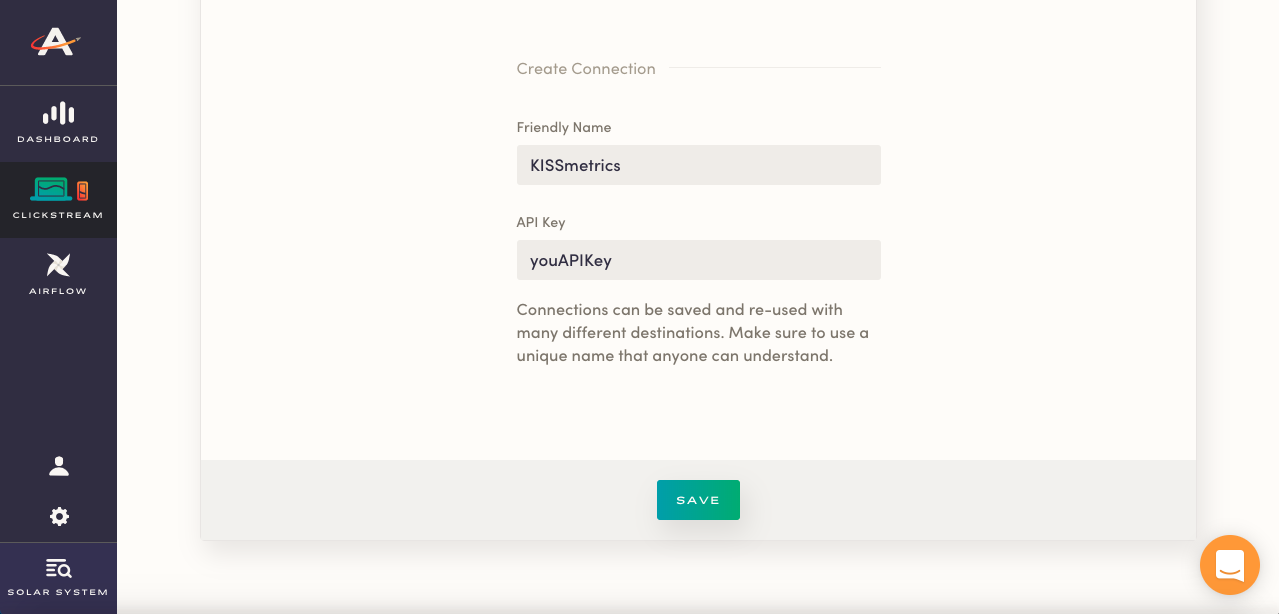 DASHBOARD
CLICKSTREAM
AIRFLOW
SOLAR SYSTEM
Create Connection
Friendly Name
KISSmetrics
API Key
youAPIKey
Connections can be saved and re-used with
many different destinations. Make sure to use a
unique name that anyone can understand.
SAVE